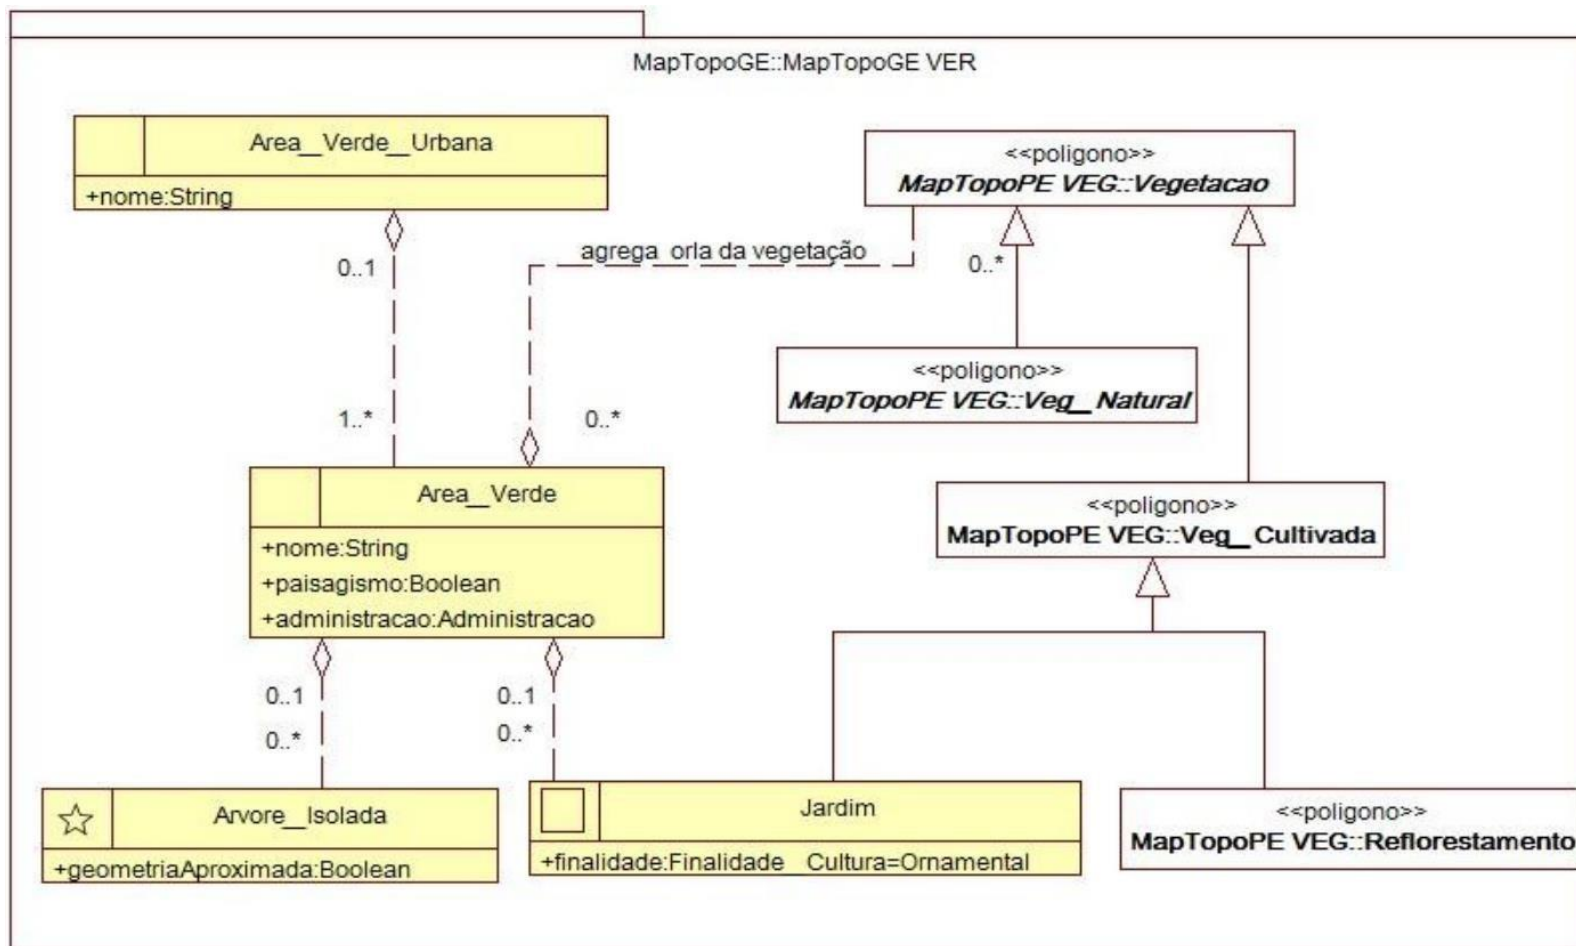 MapTopoGE::MapTopoGE VER
Area__Verde__Urbana
+nome:String
<<poligono>>
MapTopoPE VEG::Vegetacao
agrega orla da vegetação
0..1
0..*
<<poligono>>
MapTopoPE VEG::Veg__Natural
1..*
0..*
Area__Verde
+nome:String
+paisagismo:Boolean
+administracao:Administracao
<<poligono>>
MapTopoPE VEG::Veg__Cultivada
0..1
0..*
0..1
0..*
Arvore__Isolada
+geometriaAproximada:Boolean
Jardim
+finalidade:Finalidade__Cultura=Ornamental
<<poligono>>
MapTopoPE VEG::Reflorestamento